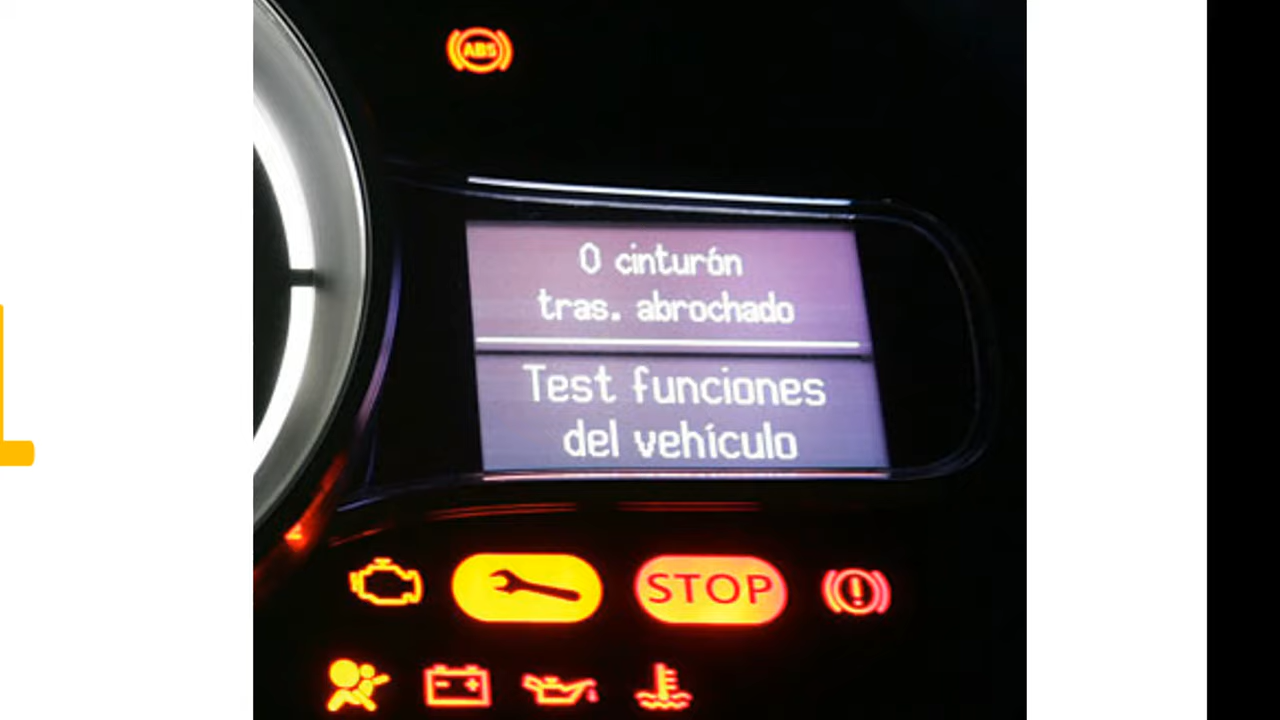 ABS
0 cinturón
tras. abrochado
Test funciones
del vehículo
STOP